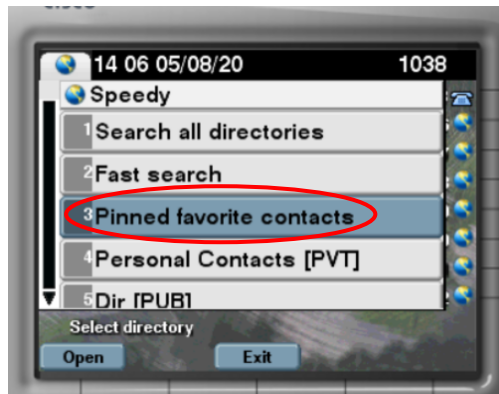 14 06 05/08/20 1038
Speedy
1 Search all directories
2 Fast search
3 Pinned favorite contacts
4 Personal Contacts [PVT]
5 Dir [PUB]
Select directory
Open Exit